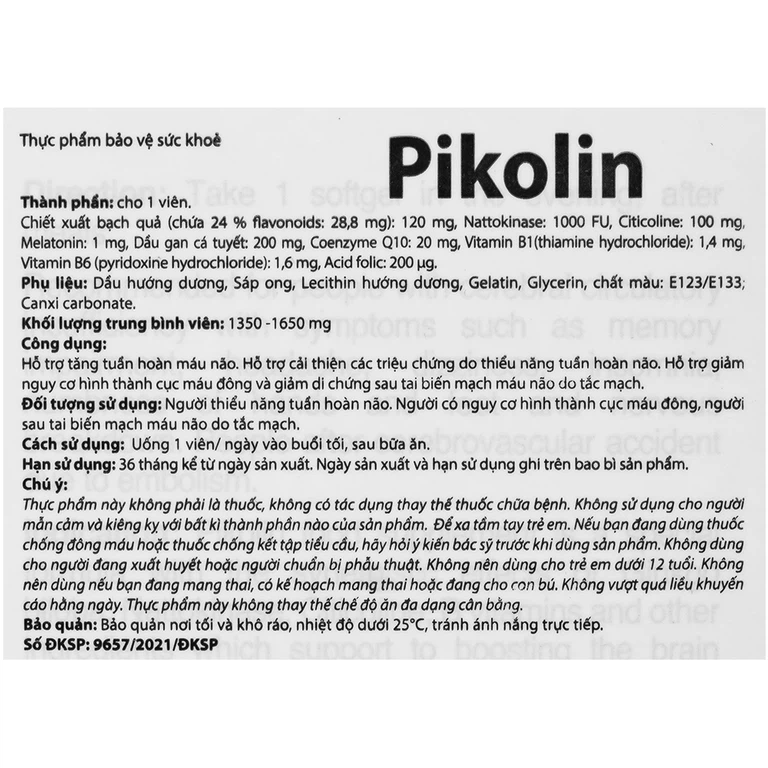 Thực phẩm bảo vệ sức khoẻ
Pikolin
Thành phần: cho 1 viên.
Chiết xuất bạch quả (chứa 24 % flavonoids: 28,8 mg): 120 mg, Nattokinase: 1000 FU, Citicoline: 100 mg,
Melatonin: 1 mg, Dầu gan cá tuyết: 200 mg, Coenzyme Q10: 20 mg, Vitamin B1(thiamine hydrochloride): 1,4 mg,
Vitamin B6 (pyridoxine hydrochloride): 1,6 mg, Acid folic: 200 µg.
Phụ liệu: Dầu hướng dương, Sáp ong, Lecithin hướng dương, Gelatin, Glycerin, chất màu: E123/E133;
Canxi carbonate.
Khối lượng trung bình viên: 1350 -1650 mg
Công dụng:
Hỗ trợ tăng tuần hoàn máu não. Hỗ trợ cải thiện các triệu chứng do thiểu năng tuần hoàn não. Hỗ trợ giảm
nguy cơ hình thành cục máu đông và giảm di chứng sau tai biến mạch máu não do tắc mạch.
Đối tượng sử dụng: Người thiểu năng tuần hoàn não. Người có nguy cơ hình thành cục máu đông, người
sau tai biến mạch máu não do tắc mạch.
Cách sử dụng: Uống 1 viên/ ngày vào buổi tối, sau bữa ăn.
Hạn sử dụng: 36 tháng kể từ ngày sản xuất. Ngày sản xuất và hạn sử dụng ghi trên bao bì sản phẩm.
Chú ý:
Thực phẩm này không phải là thuốc, không có tác dụng thay thế thuốc chữa bệnh. Không sử dụng cho người
mẫn cảm và kiêng kỵ với bất kì thành phần nào của sản phẩm. Để xa tầm tay trẻ em. Nếu bạn đang dùng thuốc
chống đông máu hoặc thuốc chống kết tập tiểu cầu, hãy hỏi ý kiến bác sỹ trước khi dùng sản phẩm. Không dùng
cho người đang xuất huyết hoặc người chuẩn bị phẫu thuật. Không nên dùng cho trẻ em dưới 12 tuổi. Không
nên dùng nếu bạn đang mang thai, có kế hoạch mang thai hoặc đang cho con bú. Không vượt quá liều khuyến
cáo hằng ngày. Thực phẩm này không thay thế chế độ ăn đa dạng cân bằng.
Bảo quản: Bảo quản nơi tối và khô ráo, nhiệt độ dưới 25°C, tránh ánh nắng trực tiếp.
Số ĐKSP: 9657/2021/ĐKSP